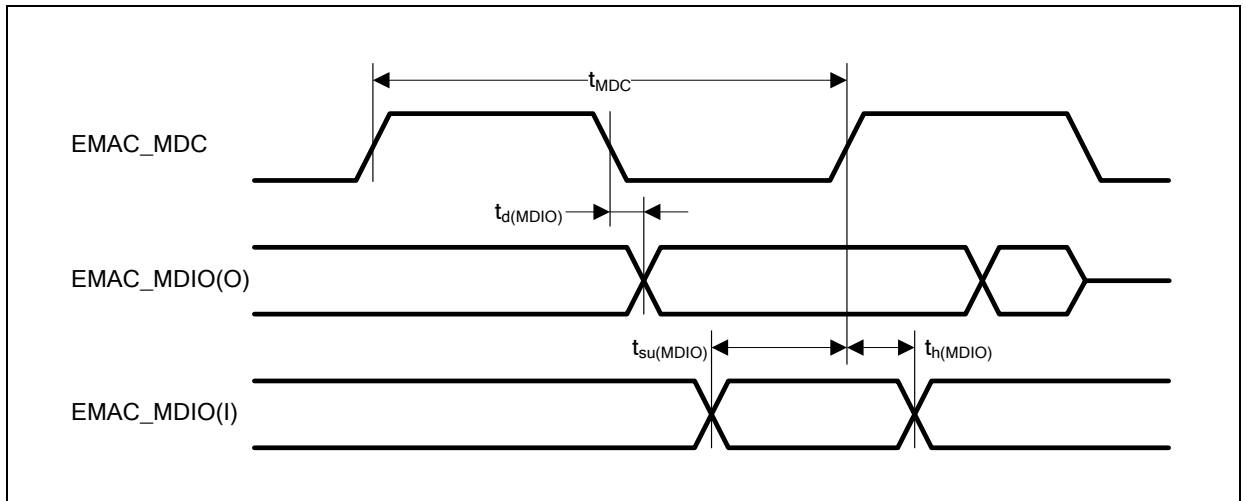 tMDC
EMAC_MDC
td(MDIO)
EMAC_MDIO(O)
tsu(MDIO)
th(MDIO)
EMAC_MDIO(I)